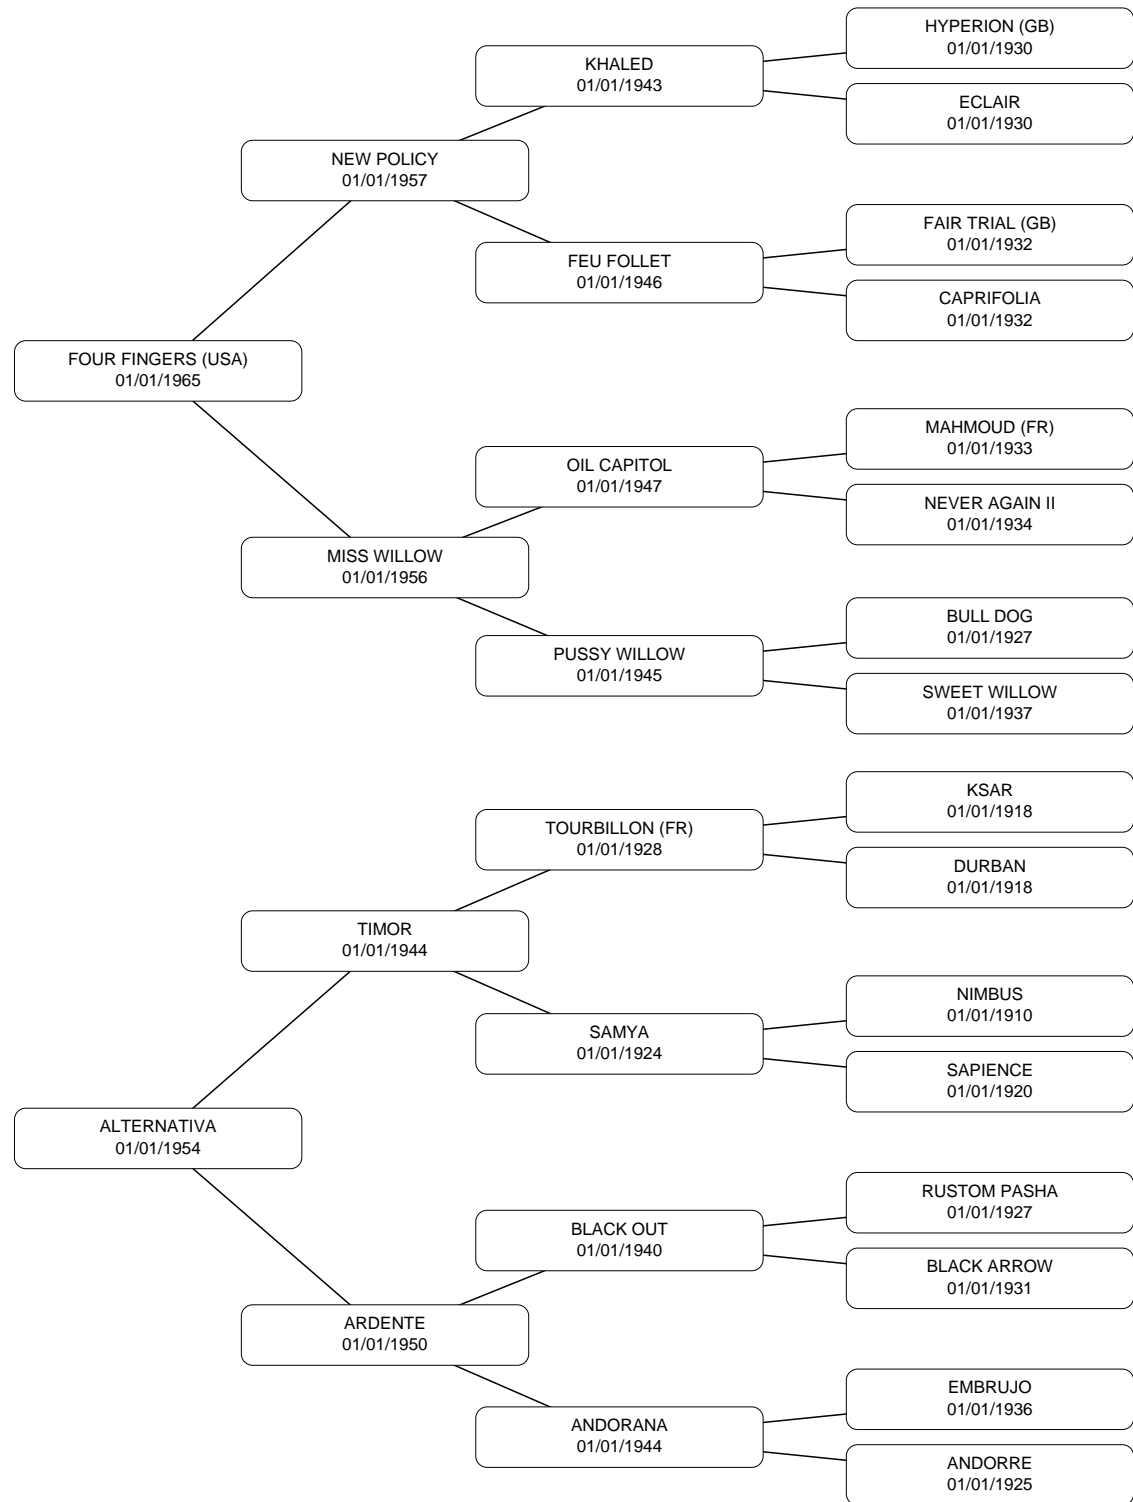 HYPERION (GB)
01/01/1930
KHALED
01/01/1943
ECLAIR
01/01/1930
NEW POLICY
01/01/1957
FAIR TRIAL (GB)
01/01/1932
FEU FOLLET
01/01/1946
CAPRIFOLIA
01/01/1932
FOUR FINGERS (USA)
01/01/1965
MAHMOUD (FR)
01/01/1933
OIL CAPITOL
01/01/1947
NEVER AGAIN II
01/01/1934
MISS WILLOW
01/01/1956
BULL DOG
01/01/1927
PUSSY WILLOW
01/01/1945
SWEET WILLOW
01/01/1937
KSAR
01/01/1918
TOURBILLON (FR)
01/01/1928
DURBAN
01/01/1918
TIMOR
01/01/1944
NIMBUS
01/01/1910
SAMYA
01/01/1924
SAPIENCE
01/01/1920
ALTERNATIVA
01/01/1954
RUSTOM PASHA
01/01/1927
BLACK OUT
01/01/1940
BLACK ARROW
01/01/1931
ARDENTE
01/01/1950
EMBRUJO
01/01/1936
ANDORANA
01/01/1944
ANDORRE
01/01/1925